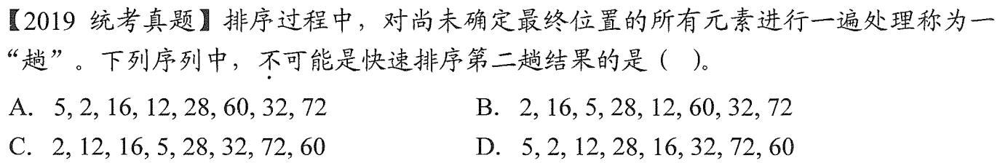 【2019 统考真题】排序过程中，对尚未确定最终位置的所有元素进行一遍处理称为一
“趟”。下列序列中，不可能是快速排序第二趟结果的是（ ）。
A. 5, 2, 16, 12, 28, 60, 32, 72 B. 2, 16, 5, 28, 12, 60, 32, 72
C. 2, 12, 16, 5, 28, 32, 72, 60 D. 5, 2, 12, 28, 16, 32, 72, 60